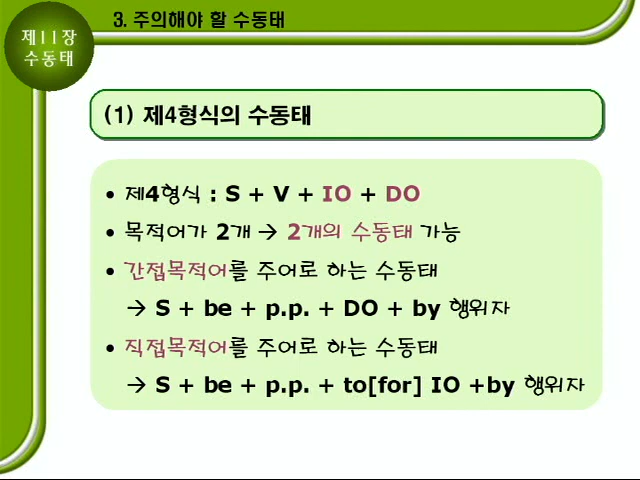 3. 주의해야 할 수동태
제11장
수동태
(1) 제4형식의 수동태
• 제4형식 : S + V + IO + DO
• 목적어가 2개 → 2개의 수동태 가능
• 간접목적어를 주어로 하는 수동태
→ S + be + p.p. + DO + by 행위자
• 직접목적어를 주어로 하는 수동태
→ S + be + p.p. + to[for] IO +by 행위자